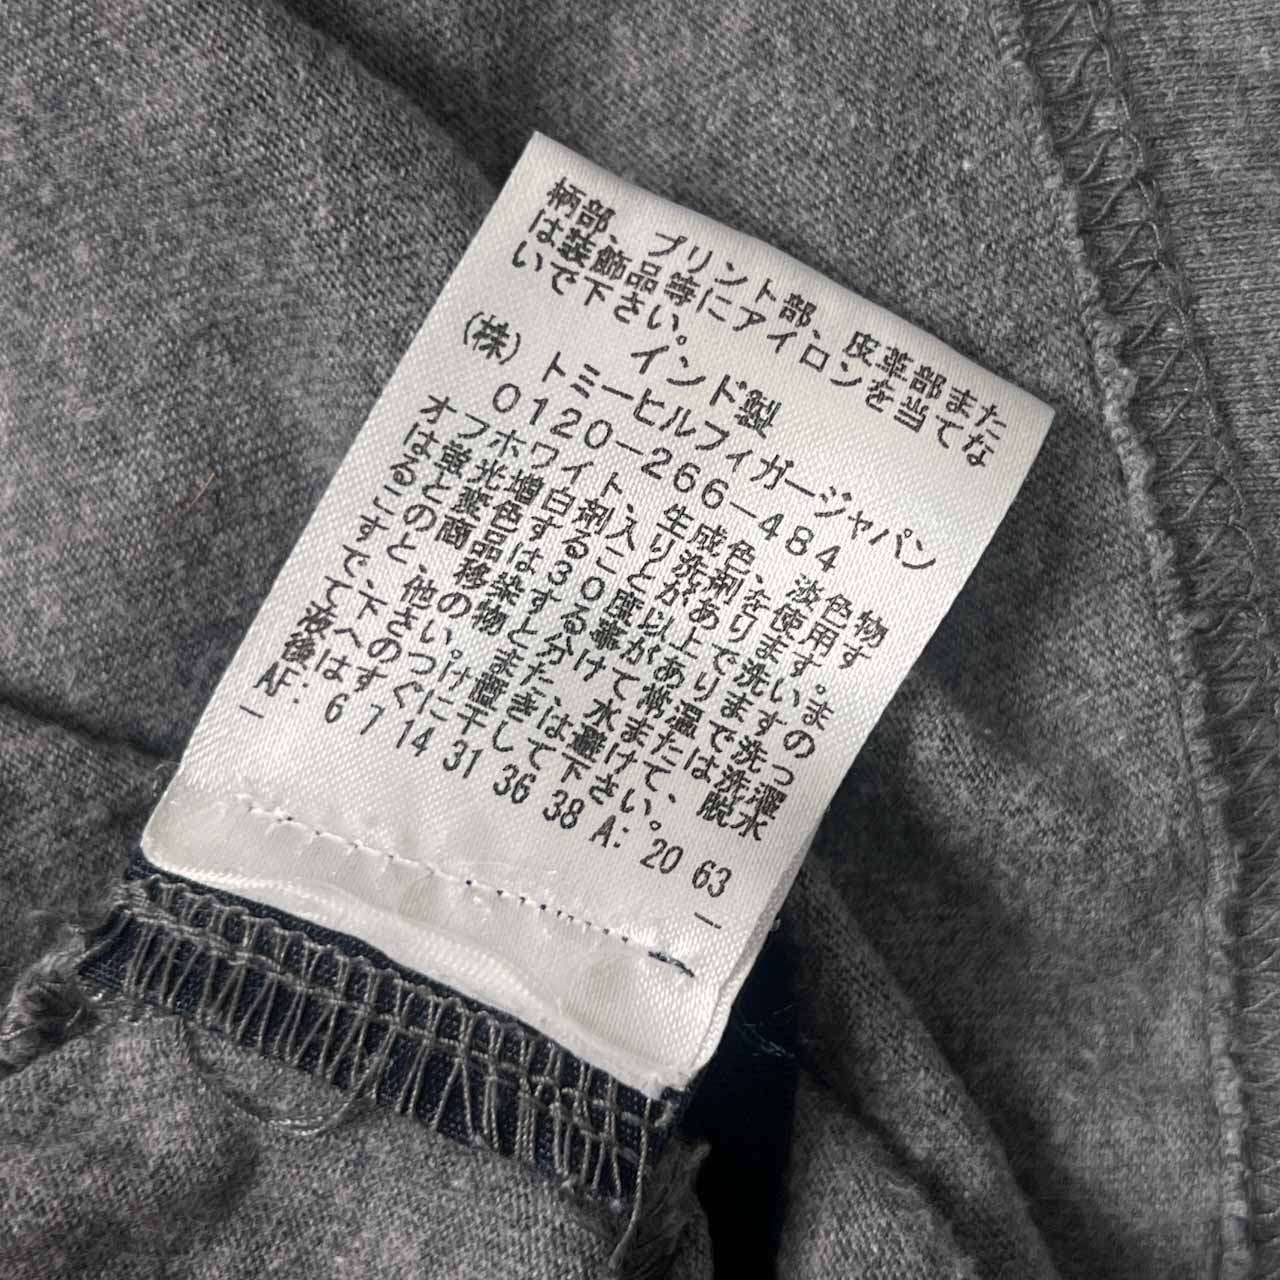 柄部、プリント部、皮革部また
は装飾品等にアイロンを当てな
いで下さい。
インド製
(株) トミーヒルフィガージャパン
0120-266-484
オフホワイト、生成色、淡色物
は蛍光増白剤入り洗剤を使用す
ると変色することがあります。
この商品は30度以上で洗いま
すと、移染する事がありますの
で、他の物と分けて常温で洗っ
て下さい。また、水または洗濯
液へのつけ置きは避けて、脱水
後はすぐに干して下さい。
AF: 6 7 14 31 36 38 A: 20 63